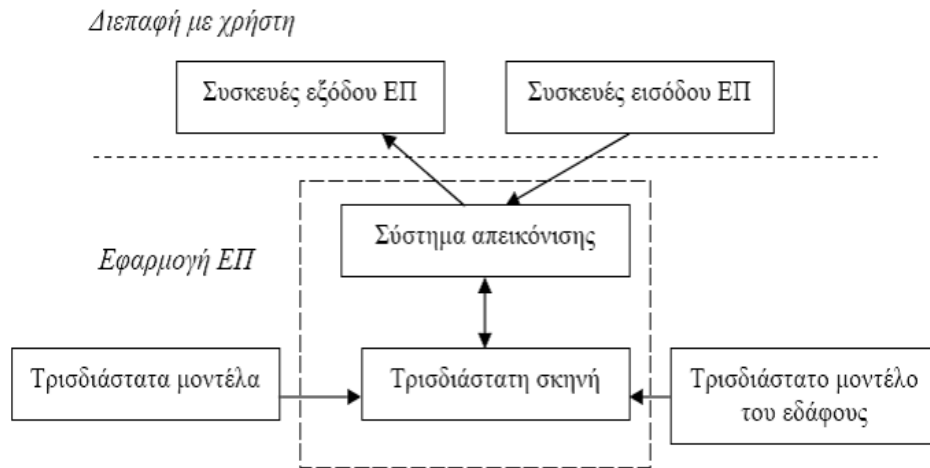 Διεπαφή με χρήστη
Συσκευές εξόδου ΕΠ
Συσκευές εισόδου ΕΠ
Σύστημα απεικόνισης
Εφαρμογή ΕΠ
Τρισδιάστατα μοντέλα
Τρισδιάστατη σκηνή
Τρισδιάστατο μοντέλο
του εδάφους